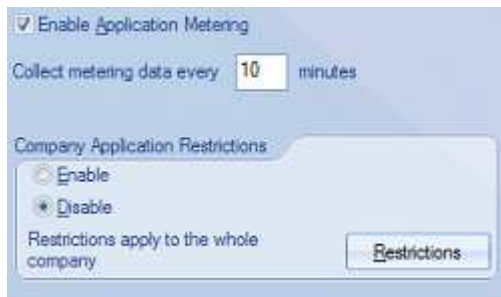 Enable Application Metering
Collect metering data every 10 minutes
Company Application Restrictions
Enable
Disable
Restrictions apply to the whole
company
Restrictions